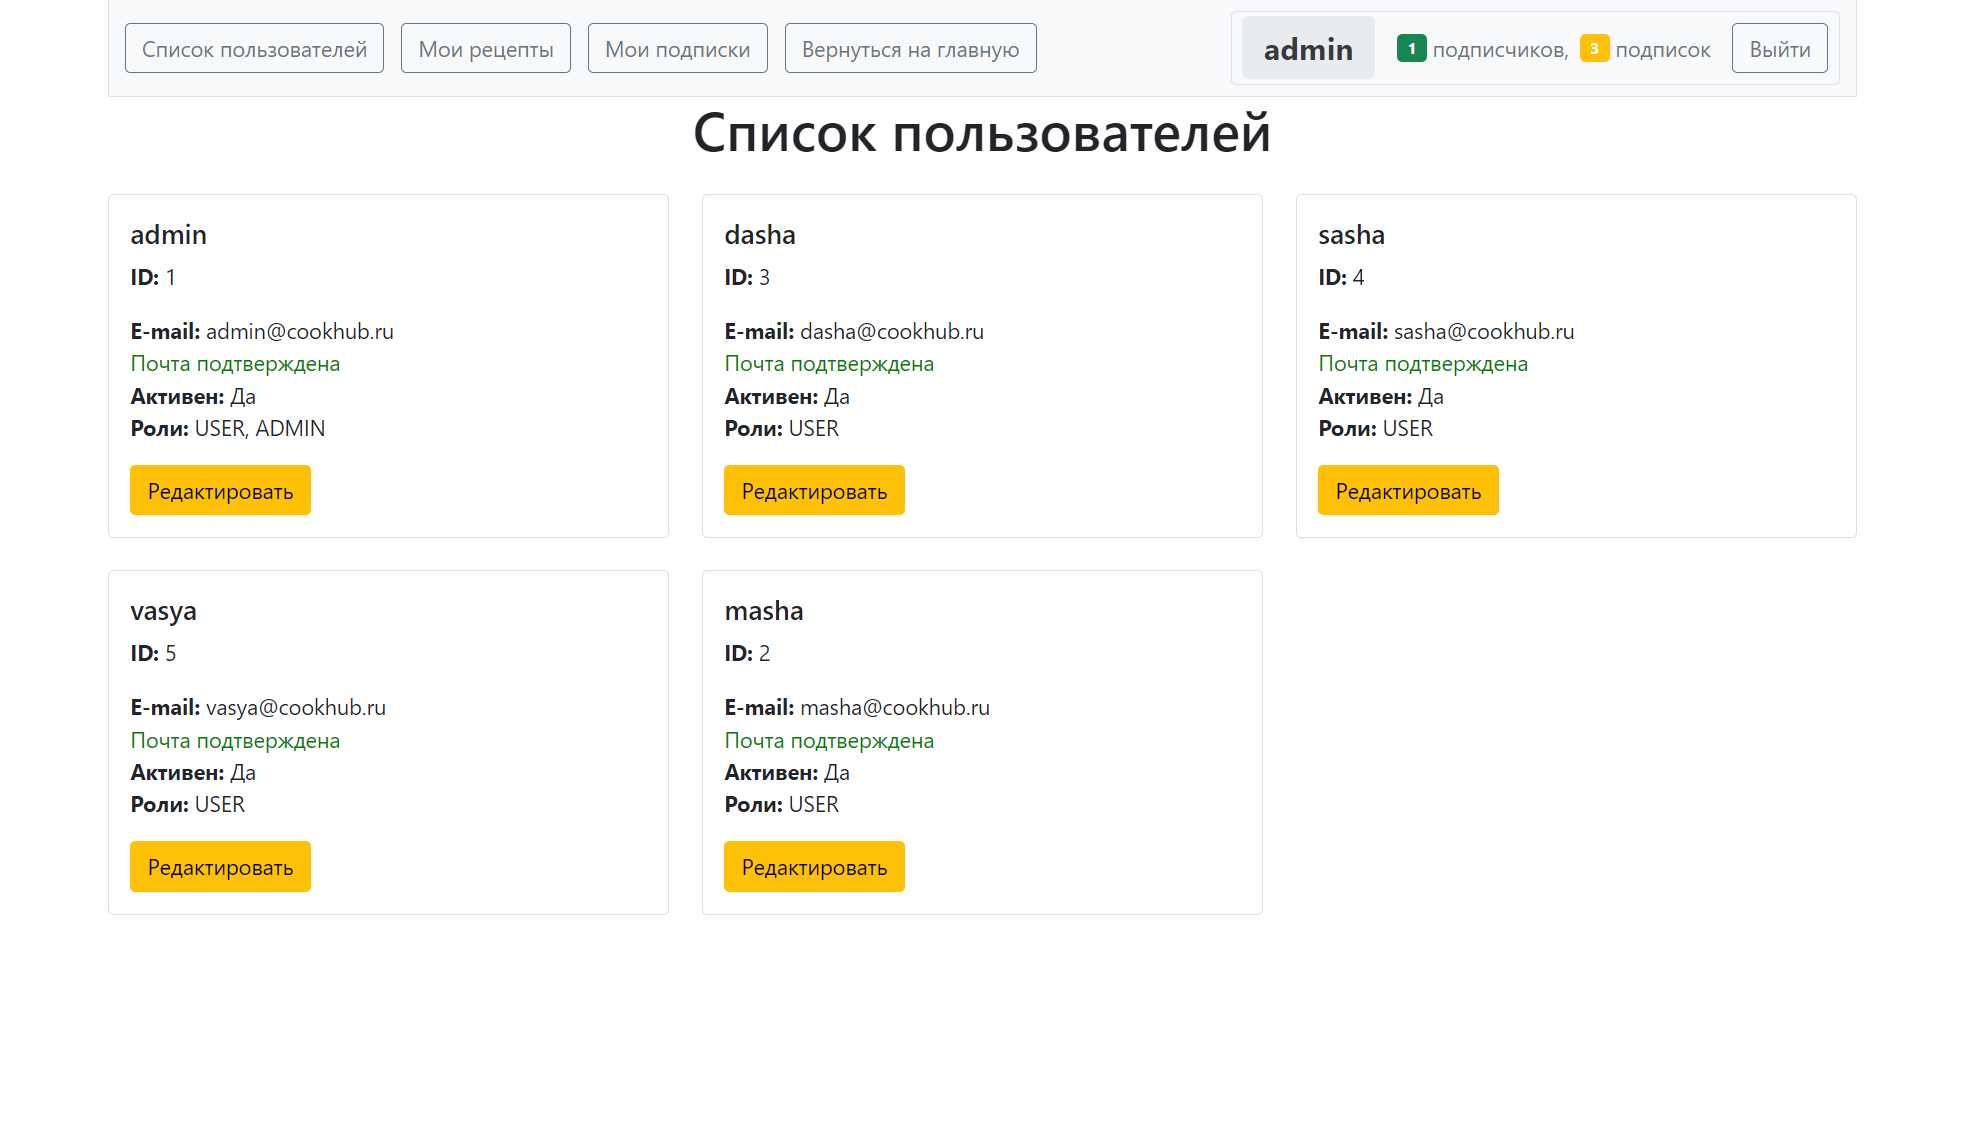 Список пользователей
Мои рецепты
Мои подписки
Вернуться на главную
admin
1 подписчиков, 3 подписок
Выйти
Список пользователей
admin
ID: 1
E-mail: admin@cookhub.ru
Почта подтверждена
Активен: Да
Роли: USER, ADMIN
Редактировать
dasha
ID: 3
E-mail: dasha@cookhub.ru
Почта подтверждена
Активен: Да
Роли: USER
Редактировать
sasha
ID: 4
E-mail: sasha@cookhub.ru
Почта подтверждена
Активен: Да
Роли: USER
Редактировать
vasya
ID: 5
E-mail: vasya@cookhub.ru
Почта подтверждена
Активен: Да
Роли: USER
Редактировать
masha
ID: 2
E-mail: masha@cookhub.ru
Почта подтверждена
Активен: Да
Роли: USER
Редактировать